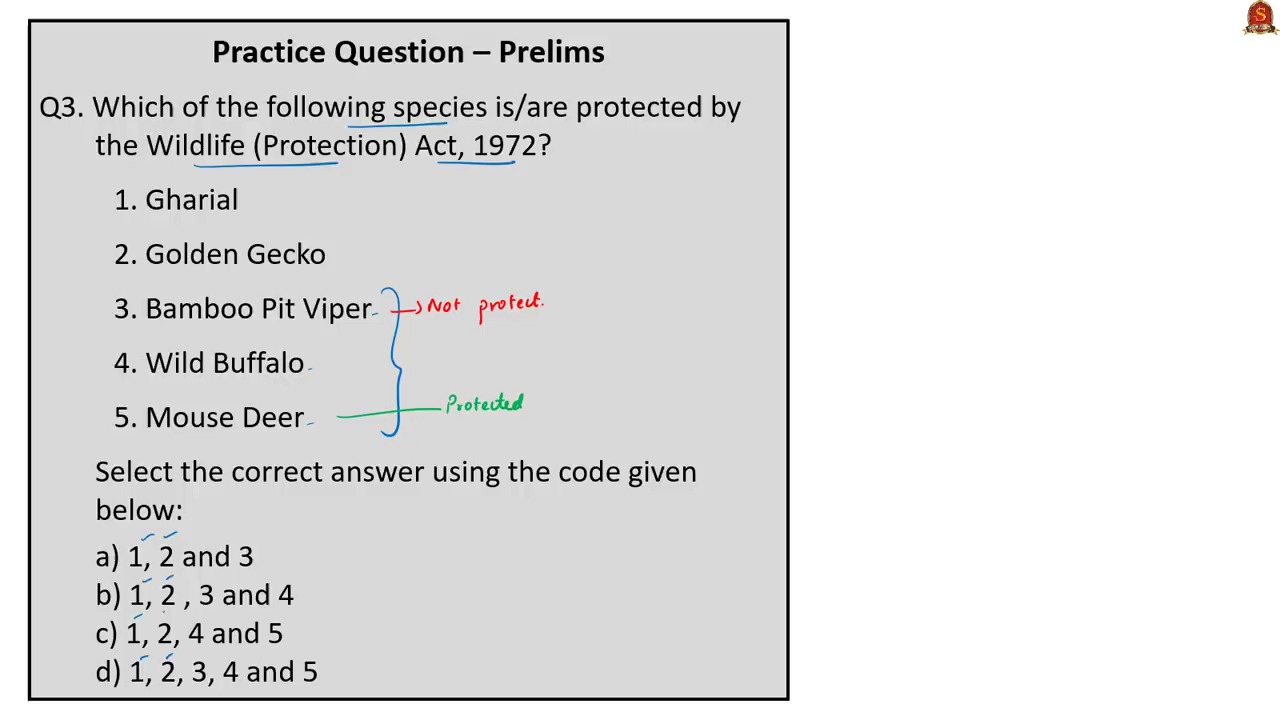 Practice Question – Prelims
Q3. Which of the following species is/are protected by
the Wildlife (Protection) Act, 1972?
1. Gharial
2. Golden Gecko
3. Bamboo Pit Viper Not protect.
4. Wild Buffalo
5. Mouse Deer Protected
Select the correct answer using the code given
below:
a) 1, 2 and 3
b) 1, 2 , 3 and 4
c) 1, 2, 4 and 5
d) 1, 2, 3, 4 and 5